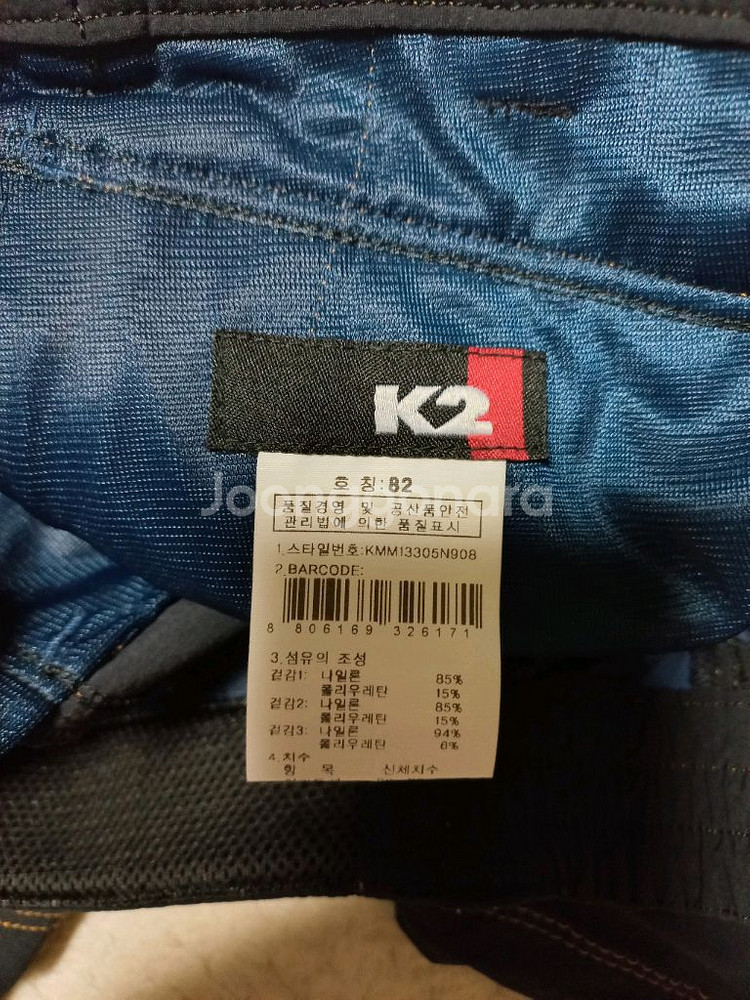 K2
호 칭:82
품질경영 및 공산품안전
관리법에 의한 품질표시
1.스타일번호:KMM13305N908
2.BARCODE:
8 806169 326171
3.섬유의 조성
겉감1: 나일론 85%
폴리우레탄 15%
겉감2: 나일론 85%
폴리우레탄 15%
겉감3: 나일론 94%
폴리우레탄 6%
4.치수
항 목 신체치수
Joonggonara